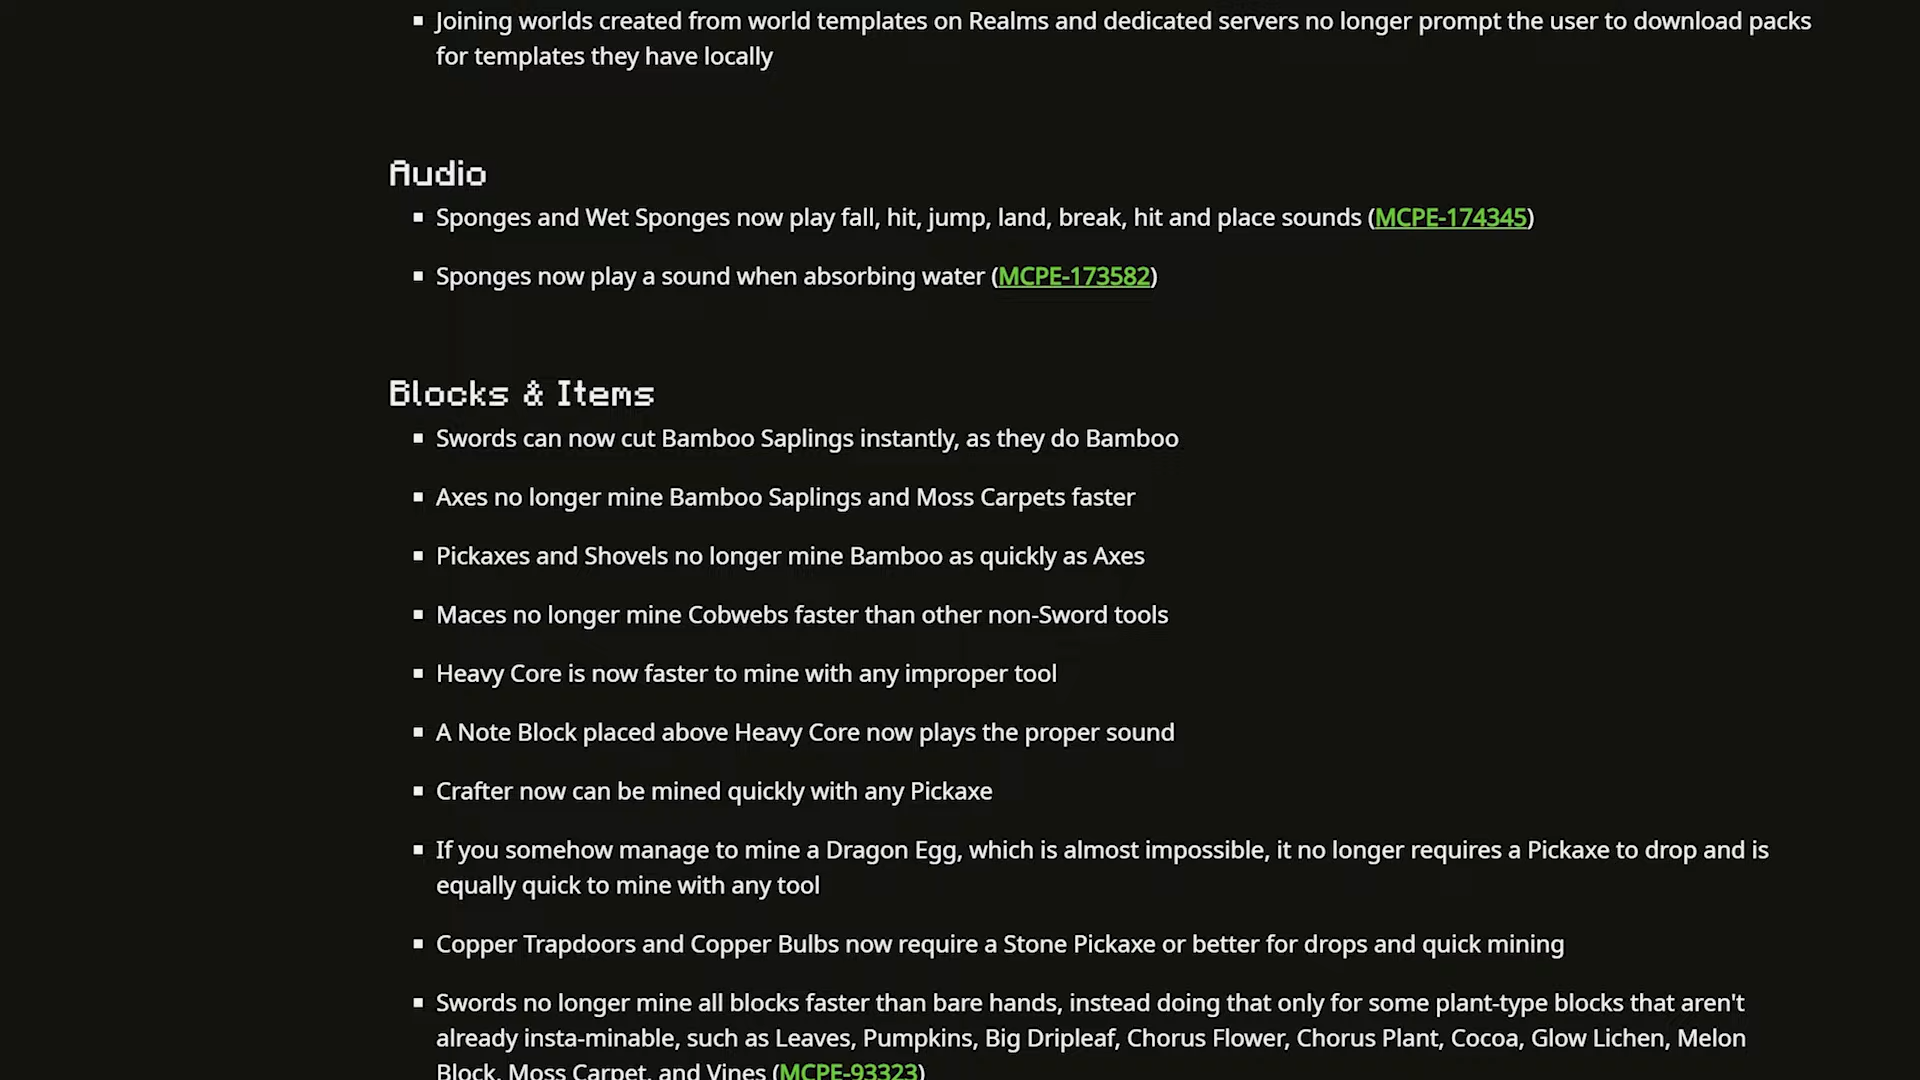 Joining worlds created from world templates on Realms and dedicated servers no longer prompt the user to download packs
for templates they have locally
Audio
Sponges and Wet Sponges now play fall, hit, jump, land, break, hit and place sounds (MCPE-174345)
Sponges now play a sound when absorbing water (MCPE-173582)
Blocks & Items
Swords can now cut Bamboo Saplings instantly, as they do Bamboo
Axes no longer mine Bamboo Saplings and Moss Carpets faster
Pickaxes and Shovels no longer mine Bamboo as quickly as Axes
Maces no longer mine Cobwebs faster than other non-Sword tools
Heavy Core is now faster to mine with any improper tool
A Note Block placed above Heavy Core now plays the proper sound
Crafter now can be mined quickly with any Pickaxe
If you somehow manage to mine a Dragon Egg, which is almost impossible, it no longer requires a Pickaxe to drop and is
equally quick to mine with any tool
Copper Trapdoors and Copper Bulbs now require a Stone Pickaxe or better for drops and quick mining
Swords no longer mine all blocks faster than bare hands, instead doing that only for some plant-type blocks that aren't
already insta-minable, such as Leaves, Pumpkins, Big Dripleaf, Chorus Flower, Chorus Plant, Cocoa, Glow Lichen, Melon
Block, Moss Carpet, and Vines (MCPE-93323)